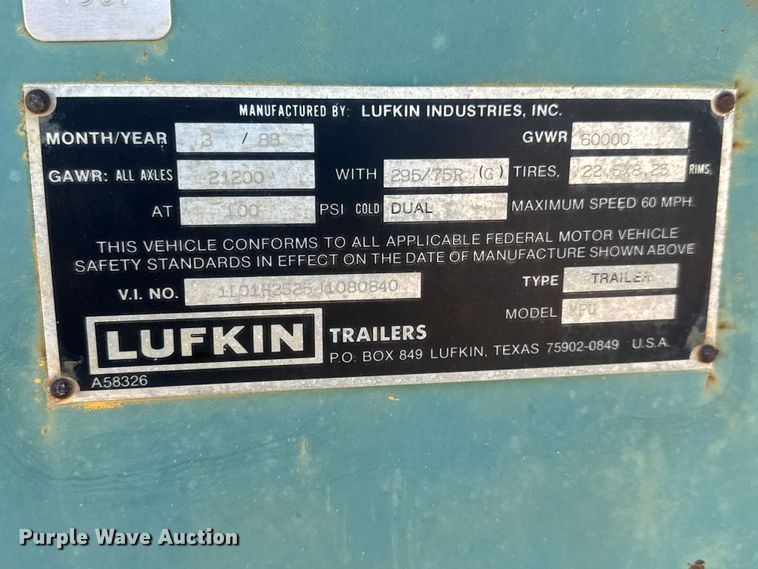 MANUFACTURED BY: LUFKIN INDUSTRIES, INC.
MONTH/YEAR 3 / 88 GVWR 60000
GAWR: ALL AXLES 21200 WITH 295/75R (G) TIRES, 22.5X8.25 RIMS,
AT 100 PSI COLD DUAL MAXIMUM SPEED 60 MPH.
THIS VEHICLE CONFORMS TO ALL APPLICABLE FEDERAL MOTOR VEHICLE
SAFETY STANDARDS IN EFFECT ON THE DATE OF MANUFACTURE SHOWN ABOVE
V.I. NO. 1L01H2525J1080840 TYPE TRAILER
MODEL
LUFKIN TRAILERS
P.O. BOX 849 LUFKIN, TEXAS 75902-0849 U.S.A.
A58326
Purple Wave Auction